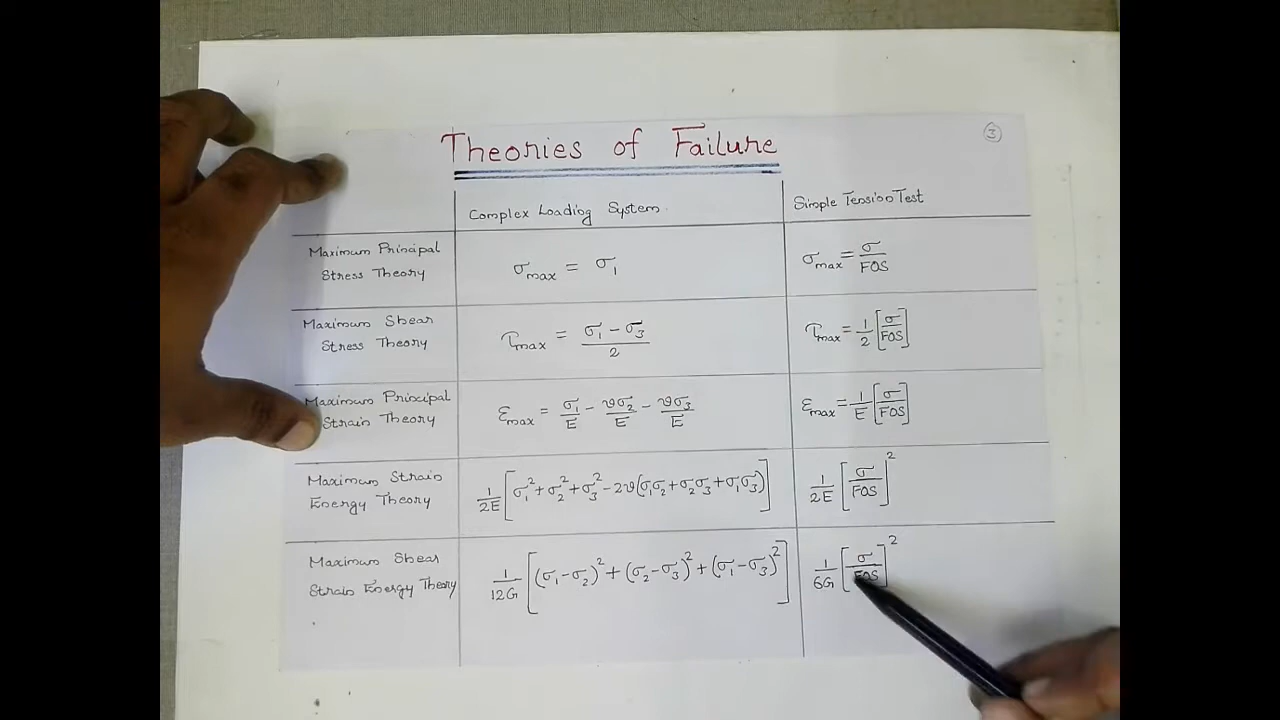 Theories of Failure
③
Complex Loading System
Simple Tension Test
Maximum Principal
Stress Theory
σmax = σ₁
σmax = σ/FOS
Maximum Shear
Stress Theory
τmax = (σ₁ - σ₃)/2
τmax = 1/2 [σ/FOS]
Maximum Principal
Strain Theory
εmax = σ₁/E - ϑσ₂/E - ϑσ₃/E
εmax = 1/E [σ/FOS]
Maximum Strain
Energy Theory
1/2E [σ₁² + σ₂² + σ₃² - 2ϑ(σ₁σ₂ + σ₂σ₃ + σ₁σ₃)]
1/2E [σ/FOS]²
Maximum Shear
Strain Energy Theory
1/12G [(σ₁-σ₂)² + (σ₂-σ₃)² + (σ₁-σ₃)²]
1/6G [σ/FOS]²